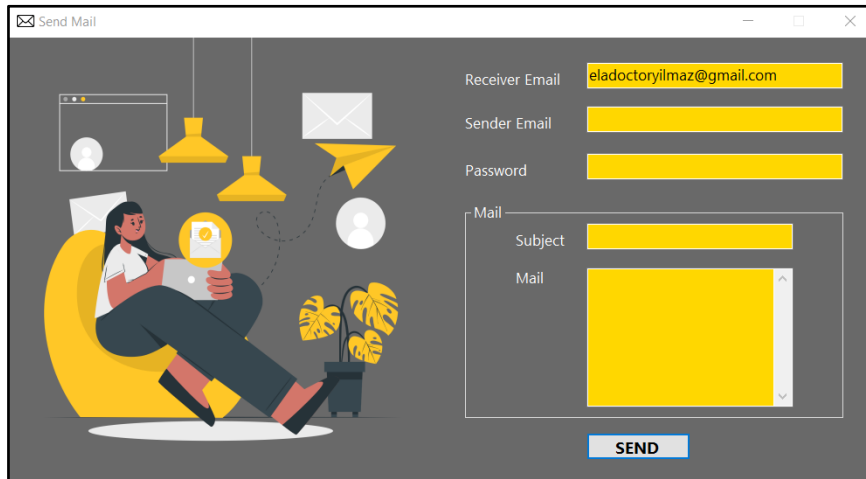 Send Mail
Receiver Email
eladoctoryilmaz@gmail.com
Sender Email
Password
Mail
Subject
Mail
SEND